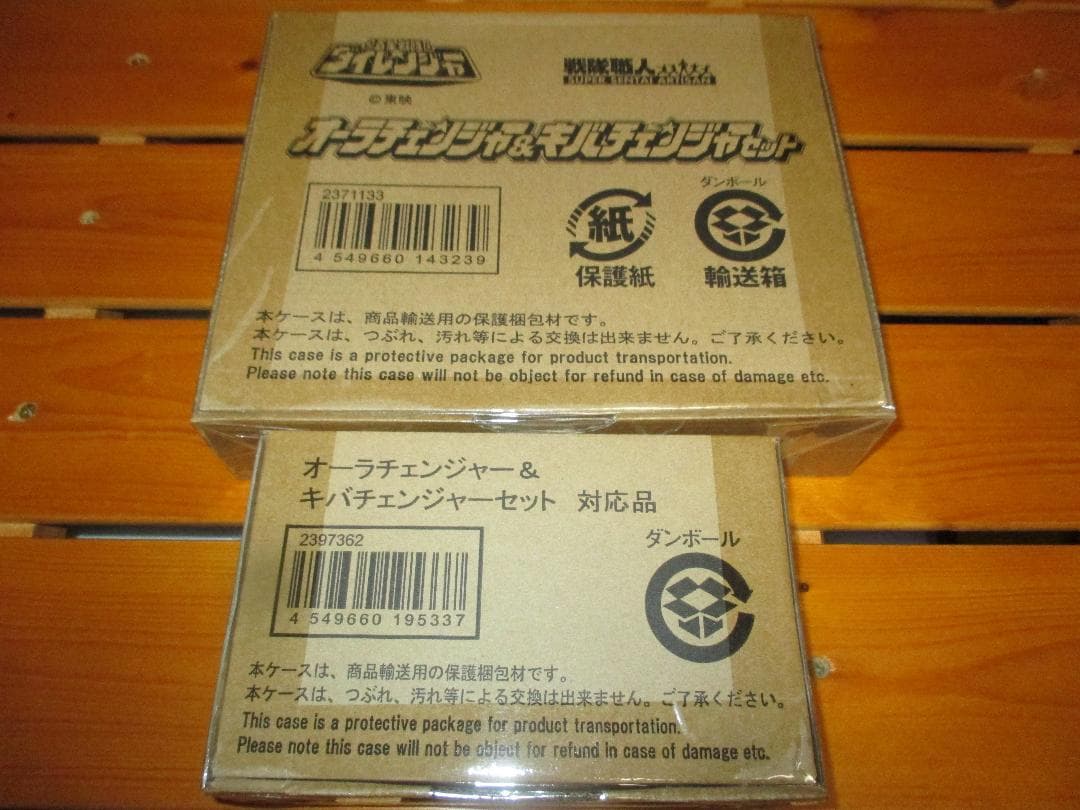 五星戦隊
ダイレンジャー
戦隊職人
SUPER SENTAI ARTISAN
©東映
オーラチェンジャー&キバチェンジャーセット
2371133
4 549660 143239
紙
保護紙
ダンボール
輸送箱
本ケースは、商品輸送用の保護梱包材です。
本ケースは、つぶれ、汚れ等による交換は出来ません。ご了承ください。
This case is a protective package for product transportation.
Please note this case will not be object for refund in case of damage etc.
オーラチェンジャー&
キバチェンジャーセット 対応品
2397362
4 549660 195337
ダンボール
本ケースは、商品輸送用の保護梱包材です。
本ケースは、つぶれ、汚れ等による交換は出来ません。ご了承ください。
This case is a protective package for product transportation.
Please note this case will not be object for refund in case of damage etc.